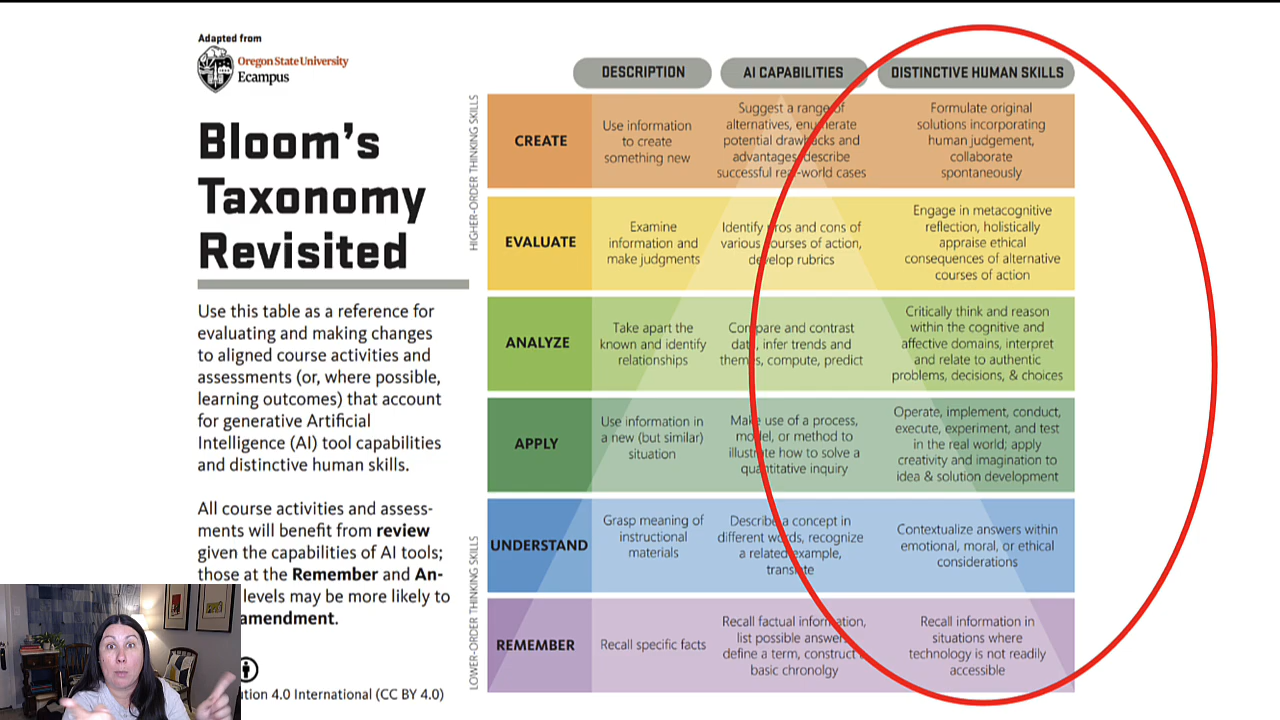 Adapted from
Oregon State University
Ecampus
Bloom's
Taxonomy
Revisited
Use this table as a reference for
evaluating and making changes
to aligned course activities and
assessments (or, where possible,
learning outcomes) that account
for generative Artificial
Intelligence (AI) tool capabilities
and distinctive human skills.
All course activities and assess-
ments will benefit from review
given the capabilities of AI tools;
those at the Remember and An-
levels may be more likely to
amendment.
4.0 International (CC BY 4.0)
HIGHER-ORDER THINKING SKILLS
LOWER-ORDER THINKING SKILLS
DESCRIPTION
AI CAPABILITIES
DISTINCTIVE HUMAN SKILLS
CREATE
Use information
to create
something new
Suggest a range of
alternatives, enumerate
potential drawbacks and
advantages, describe
successful real-world cases
Formulate original
solutions incorporating
human judgement,
collaborate
spontaneously
EVALUATE
Examine
information and
make judgments
Identify pros and cons of
various courses of action,
develop rubrics
Engage in metacognitive
reflection, holistically
appraise ethical
consequences of alternative
courses of action
ANALYZE
Take apart the
known and identify
relationships
Compare and contrast
data, infer trends and
themes, compute, predict
Critically think and reason
within the cognitive and
affective domains, interpret
and relate to authentic
problems, decisions, & choices
APPLY
Use information in
a new (but similar)
situation
Make use of a process,
model, or method to
illustrate how to solve a
quantitative inquiry
Operate, implement, conduct,
execute, experiment, and test
in the real world; apply
creativity and imagination to
idea & solution development
UNDERSTAND
Grasp meaning of
instructional
materials
Describe a concept in
different words, recognize
a related example,
translate
Contextualize answers within
emotional, moral, or ethical
considerations
REMEMBER
Recall specific facts
Recall factual information,
list possible answers,
define a term, construct a
basic chronolgy
Recall information in
situations where
technology is not readily
accessible